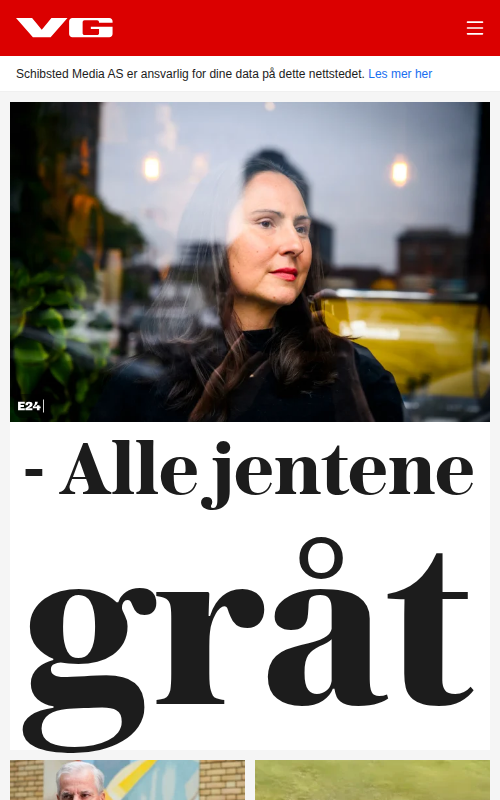 VG
Schibsted Media AS er ansvarlig for dine data på dette nettstedet. Les mer her
E24
- Alle jentene
gråt